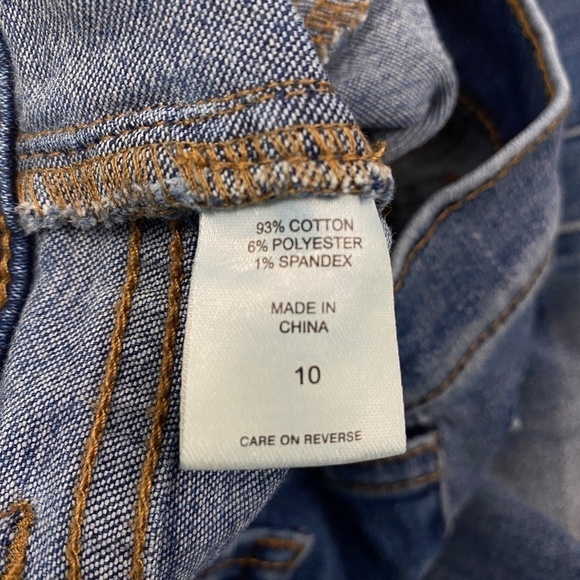 93% COTTON
6% POLYESTER
1% SPANDEX
MADE IN
CHINA
10
CARE ON REVERSE